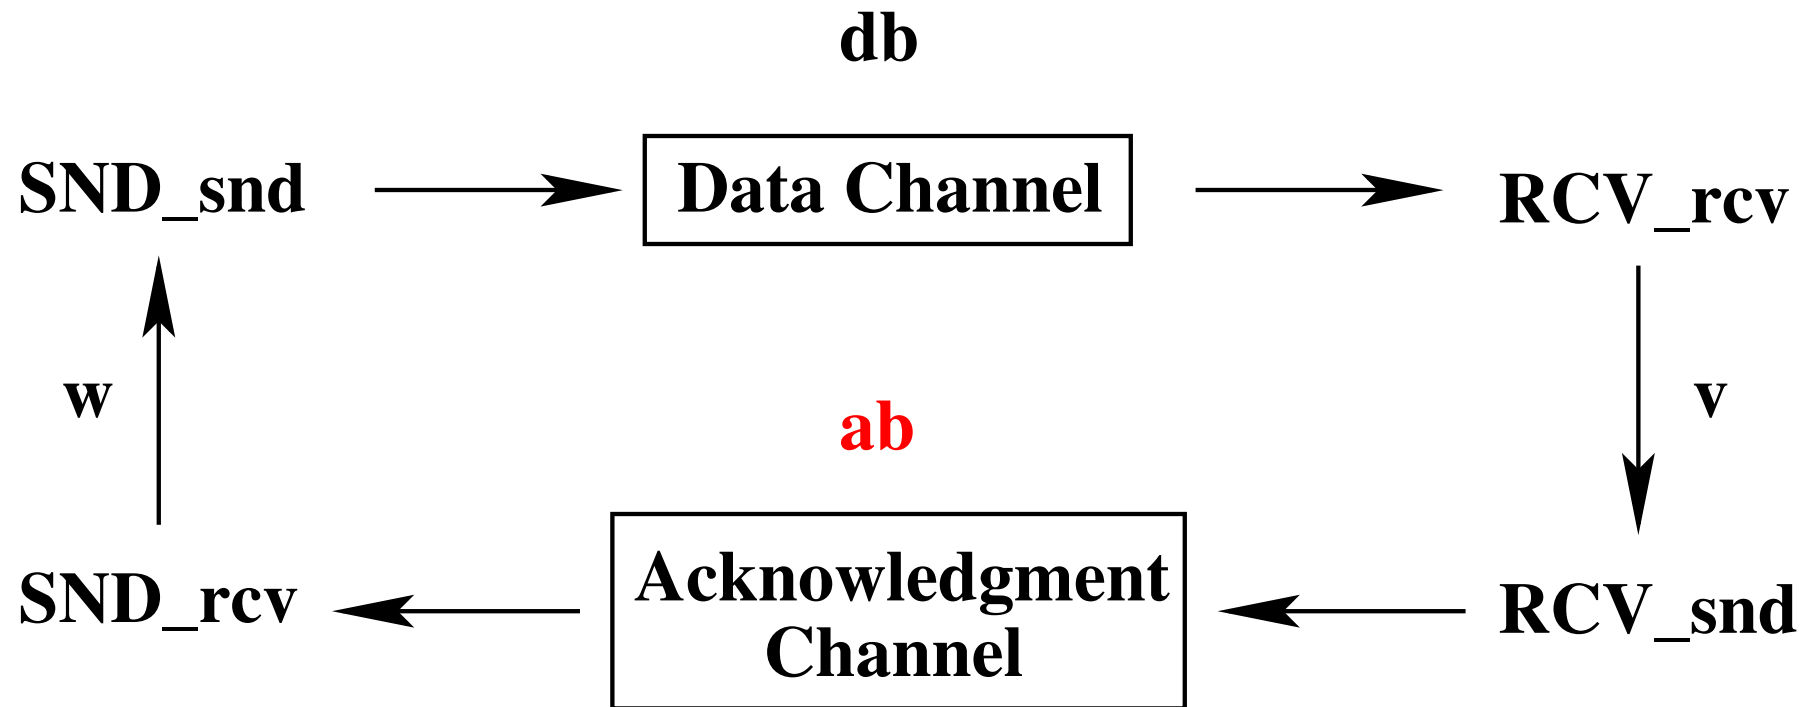 db
SND_snd
Data Channel
RCV_rcv
w
ab
v
SND_rcv
Acknowledgment
Channel
RCV_snd